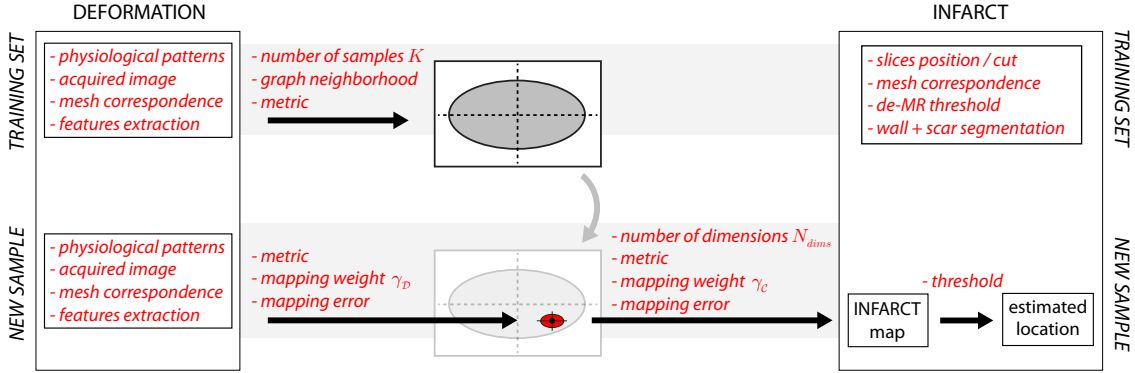 DEFORMATION
INFARCT
TRAINING SET
- physiological patterns
- acquired image
- mesh correspondence
- features extraction
- number of samples K
- graph neighborhood
- metric
- slices position / cut
- mesh correspondence
- de-MR threshold
- wall + scar segmentation
TRAINING SET
NEW SAMPLE
- physiological patterns
- acquired image
- mesh correspondence
- features extraction
- metric
- mapping weight γ_D
- mapping error
- number of dimensions N_dims
- metric
- mapping weight γ_C
- mapping error
- threshold
INFARCT
map
estimated
location
NEW SAMPLE